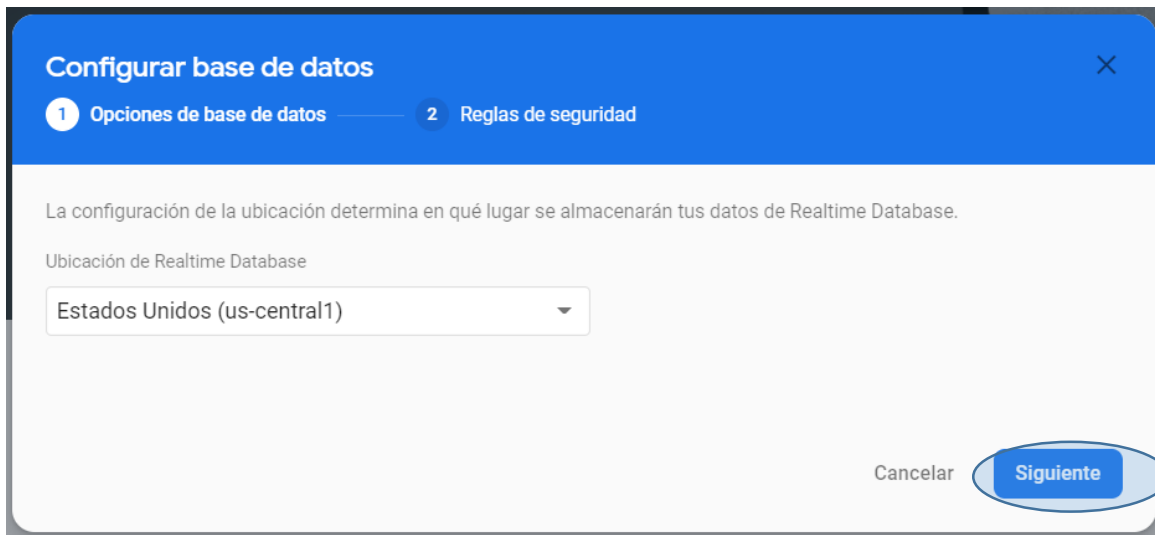 Configurar base de datos
1 Opciones de base de datos 2 Reglas de seguridad
La configuración de la ubicación determina en qué lugar se almacenarán tus datos de Realtime Database.
Ubicación de Realtime Database
Estados Unidos (us-central1)
Cancelar Siguiente